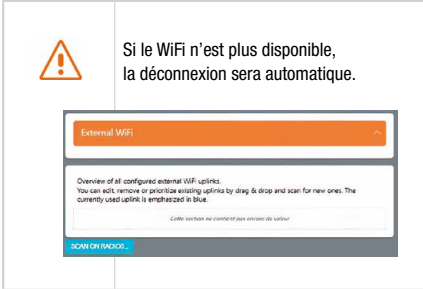 Si le WiFi n'est plus disponible,
la déconnexion sera automatique.
External WiFi
Overview of all configured external WiFi uplinks.
You can edit, remove or prioritize existing uplinks by drag & drop and scan for new ones. The
currently used uplink is emphasized in blue.
Cette section ne contient pas encore de valeur
SCAN ON RADIO0...